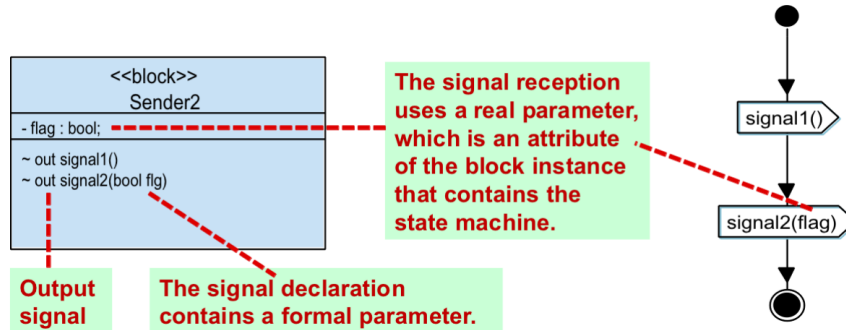 <<block>>
Sender2
- flag : bool;
~ out signal1()
~ out signal2(bool flg)
The signal reception
uses a real parameter,
which is an attribute
of the block instance
that contains the
state machine.
signal1()
signal2(flag)
Output
signal
The signal declaration
contains a formal parameter.